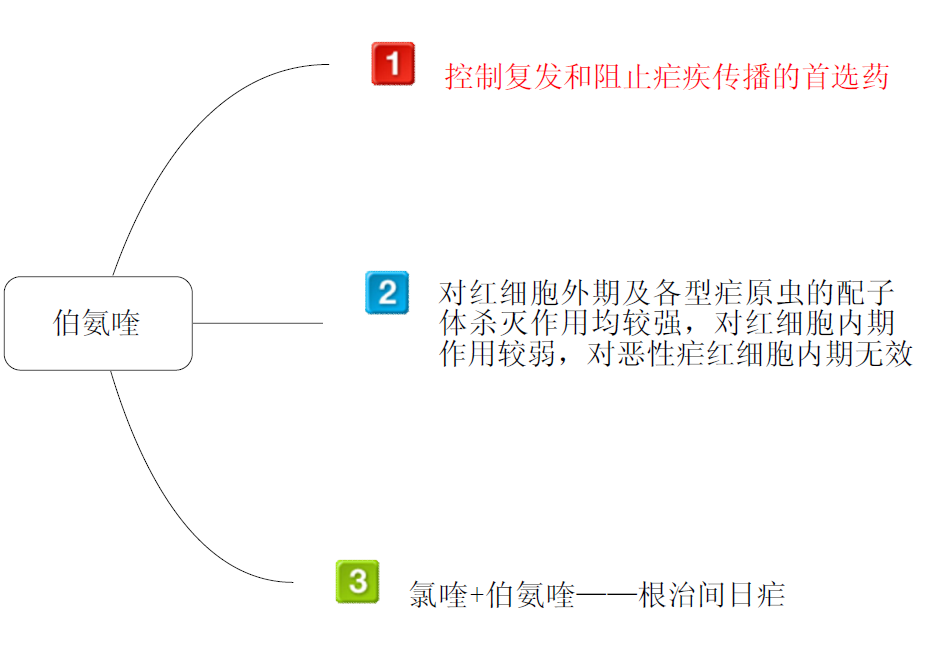 1 控制复发和阻止疟疾传播的首选药
伯氨喹
2 对红细胞外期及各型疟原虫的配子
体杀灭作用均较强，对红细胞内期
作用较弱，对恶性疟红细胞内期无效
3 氯喹+伯氨喹——根治间日疟